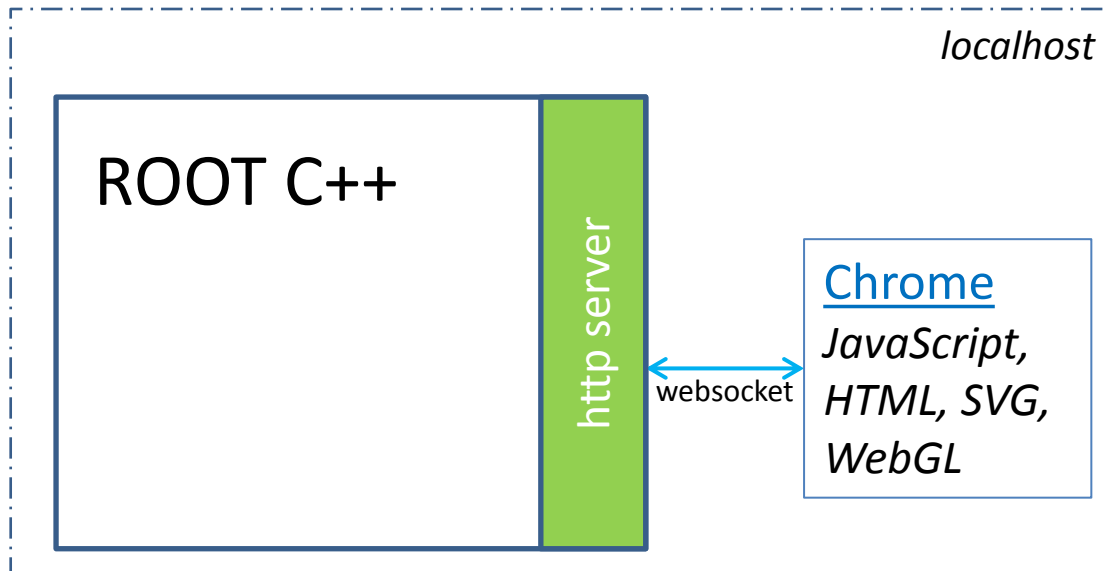 localhost
ROOT C++
http server
websocket
Chrome
JavaScript,
HTML, SVG,
WebGL